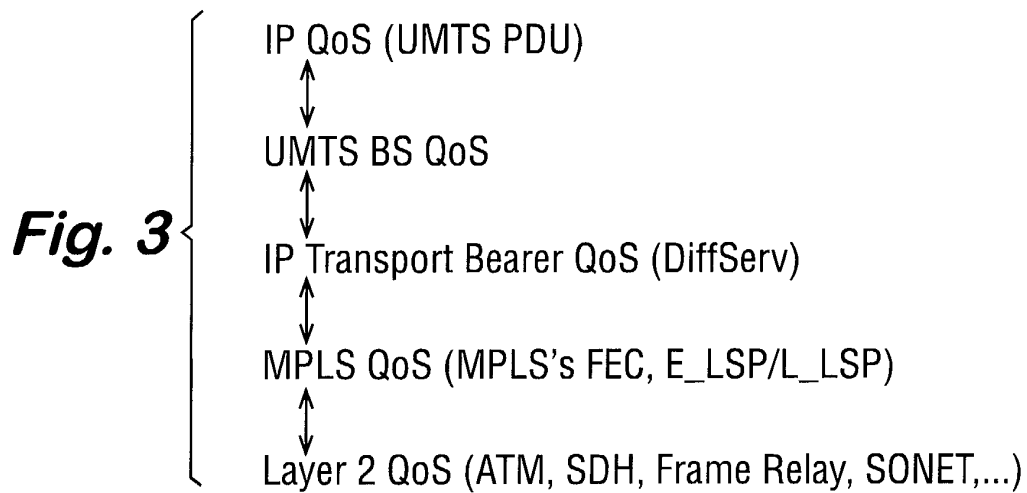 IP QoS (UMTS PDU)
UMTS BS QoS
Fig. 3
IP Transport Bearer QoS (DiffServ)
MPLS QoS (MPLS's FEC, E_LSP/L_LSP)
Layer 2 QoS (ATM, SDH, Frame Relay, SONET,...)